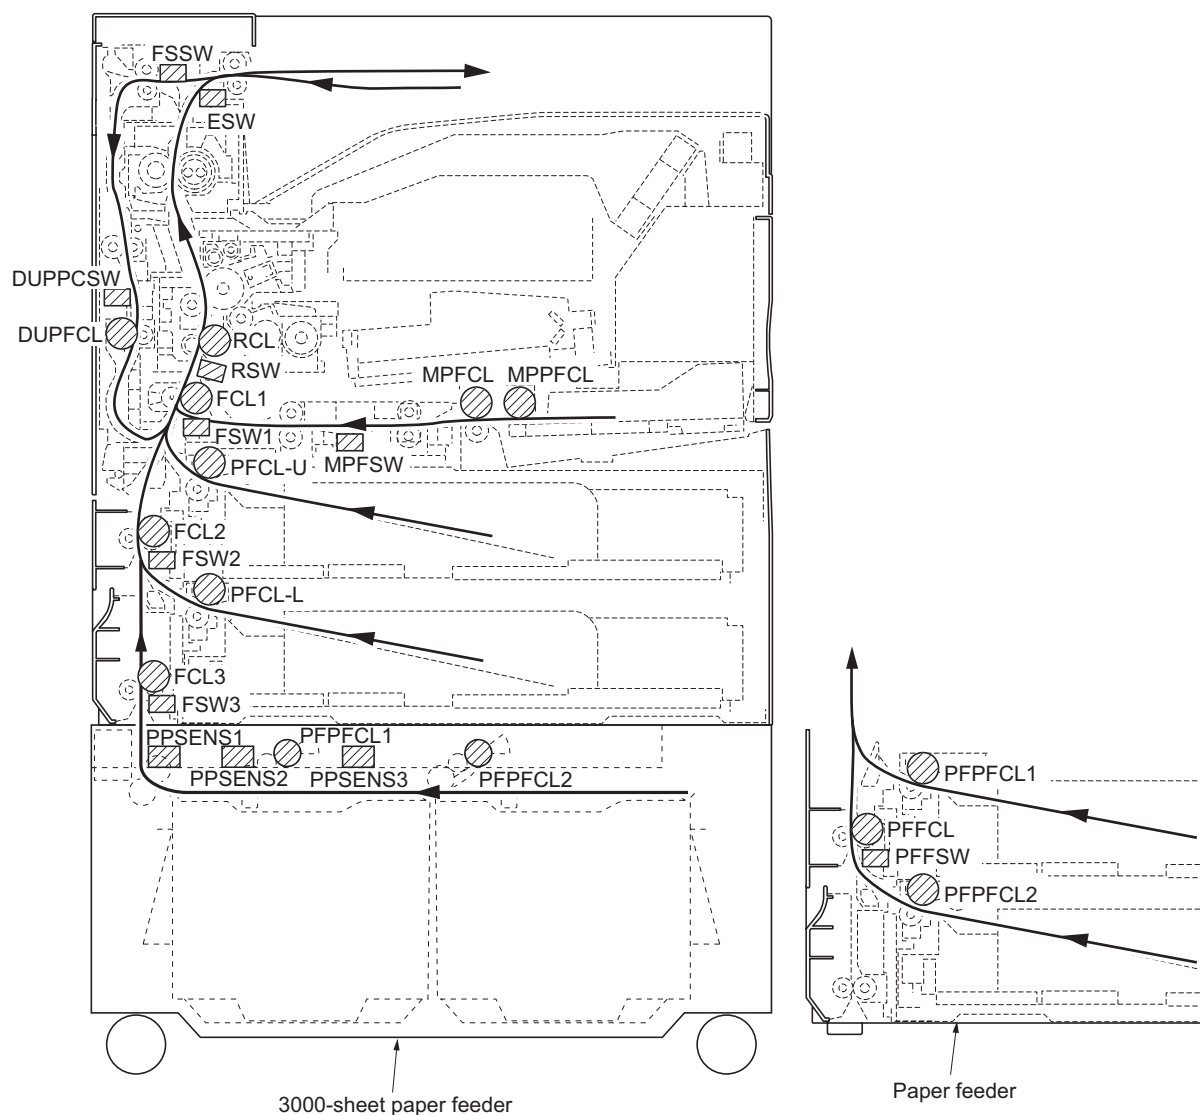 FSSW
ESW
DUPPCSW
DUPFCL
RCL
RSW
MPFCL MPPFCL
FCL1
FSW1
MPFSW
PFCL-U
FCL2
FSW2
PFCL-L
FCL3
FSW3
PPSENS1 PFPFCL1
PPSENS2 PPSENS3 PFPFCL2
3000-sheet paper feeder
PFPFCL1
PFFCL
PFFSW
PFPFCL2
Paper feeder